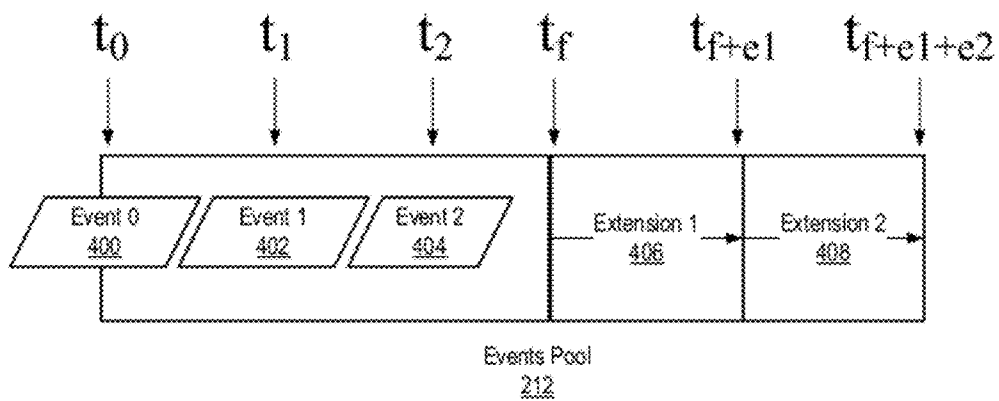 t0 t1 t2 tf tf+e1 tf+e1+e2
Event 0
400
Event 1
402
Event 2
404
Extension 1
406
Extension 2
408
Events Pool
212